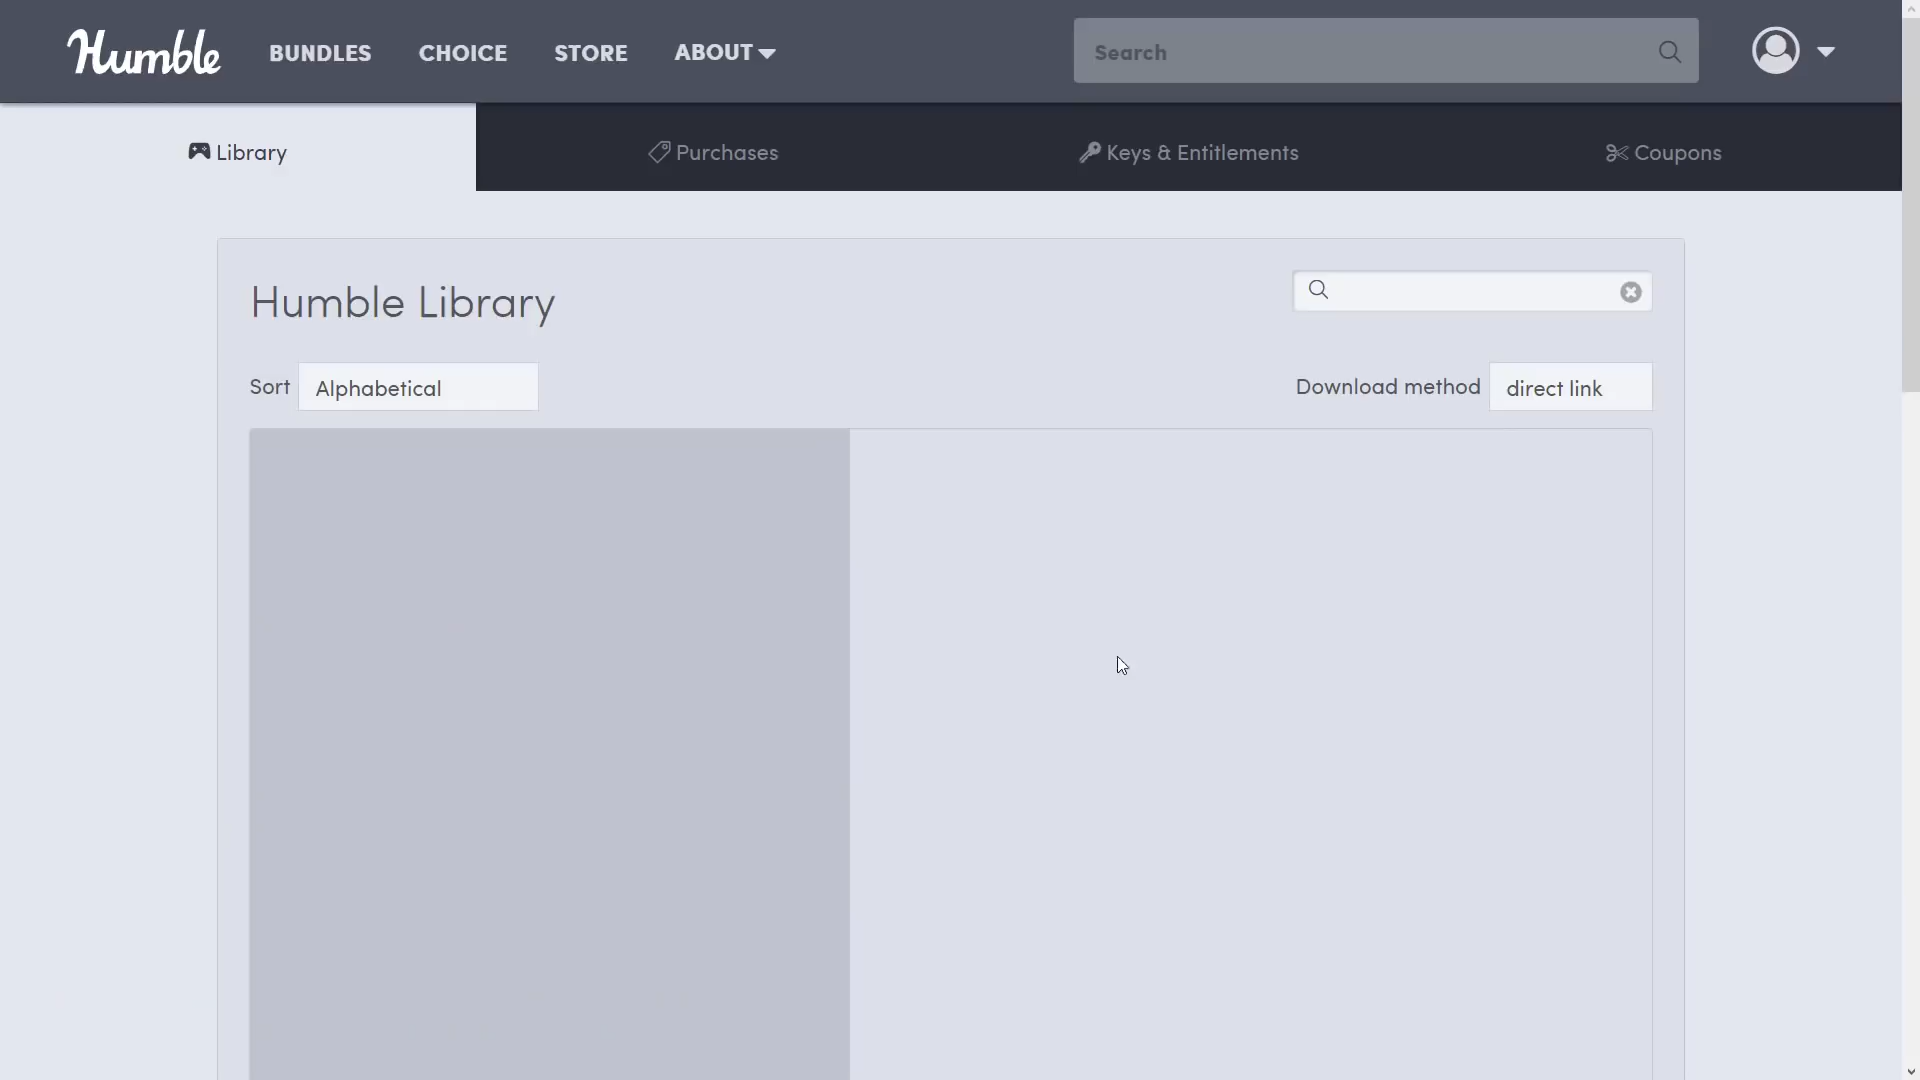 Humble BUNDLES CHOICE STORE ABOUT Search
Library Purchases Keys & Entitlements Coupons
Humble Library
Sort Alphabetical Download method direct link